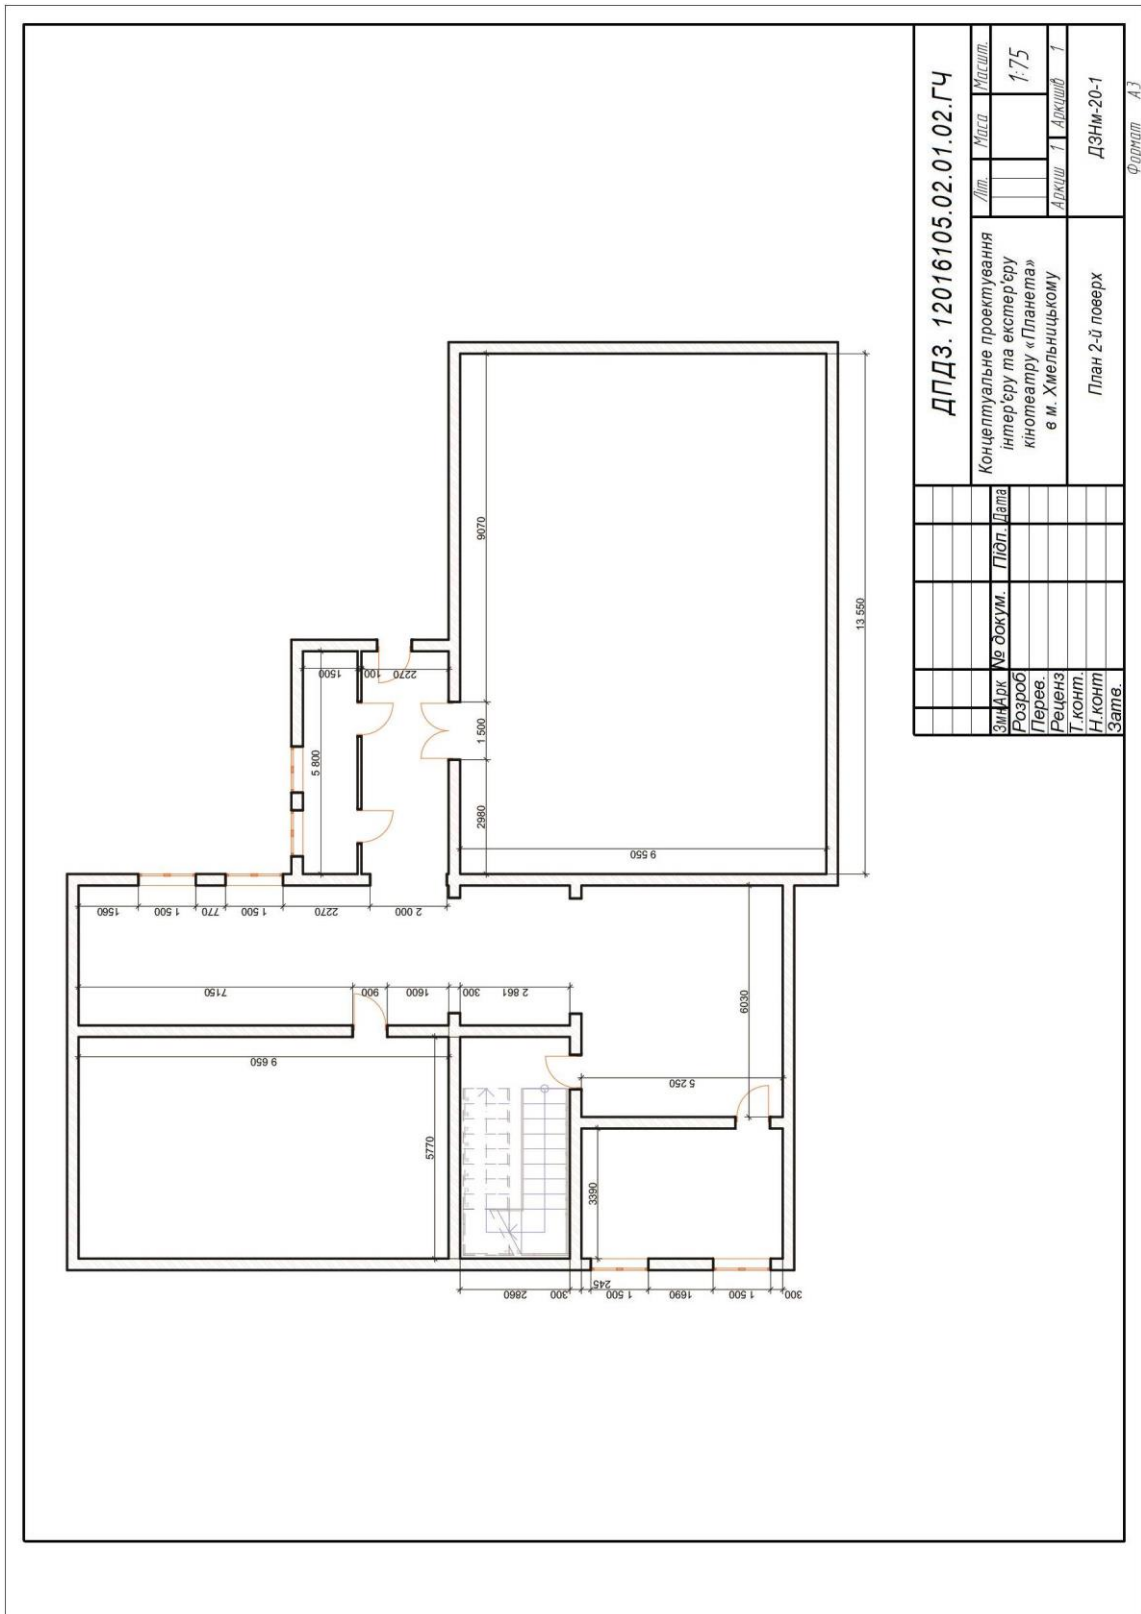 ДПДЗ. 12016105.02.01.02.ГЧ
Концептуальне проектування
інтер'єру та екстер'єру
кінотеатру «Планета»
в м. Хмельницькому
Літ. Маса Масшт.
1:75
Аркуш 1 Аркушів 1
План 2-й поверх
ДЗНм-20-1
Змн Арк № докум. Підп. Дата
Розроб
Перев.
Реценз
Т.конт.
Н.конт
Затв.
Формат А3
9070
1 500
2980
13 550
9 550
1500
100
2270
5 800
1560
1 500
770
1 500
2270
2 000
7150
900
1600
300
2 861
9 650
5770
6030
5 250
3390
2860
300
245
1 500
1690
1 500
300